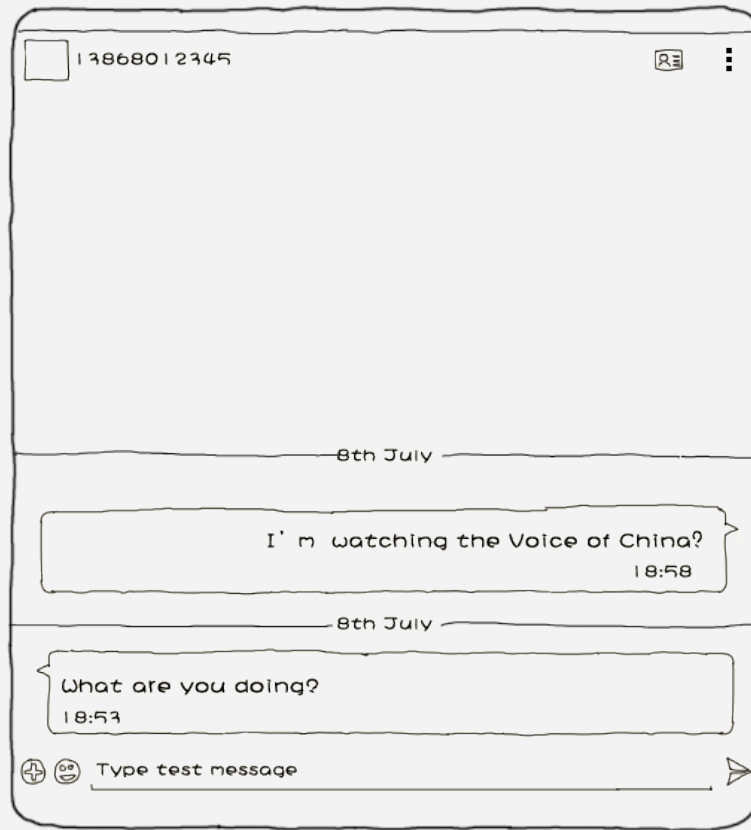 13868012345
8th July
I'm watching the Voice of China?
18:58
8th July
What are you doing?
18:53
Type test message